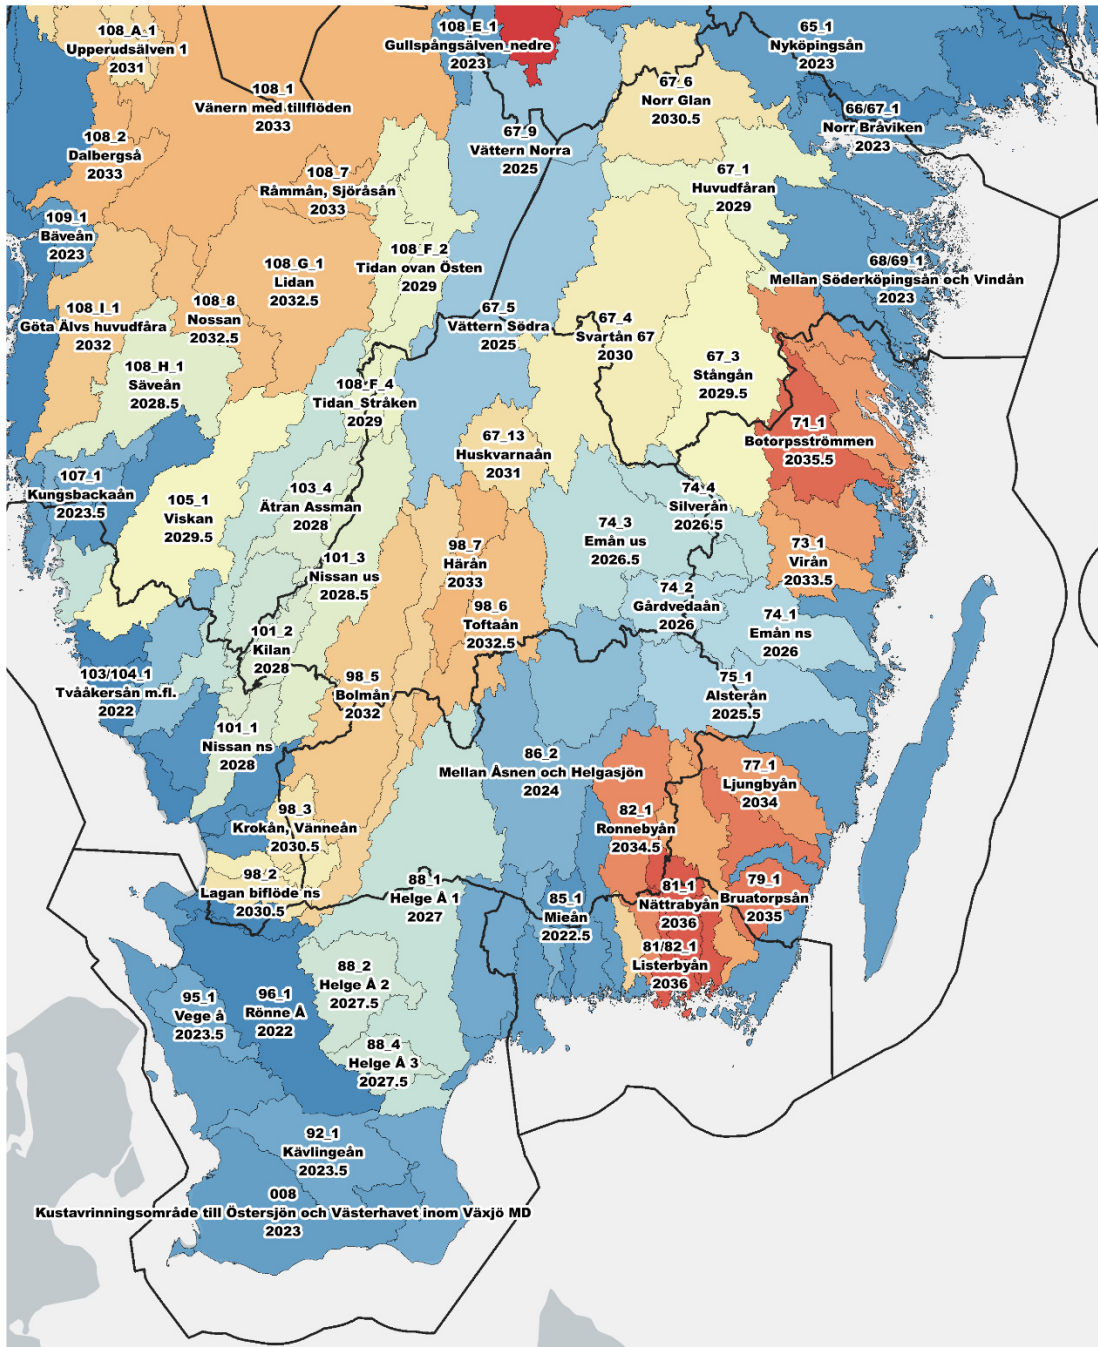 108_A_1
Upperudsälven 1
2031
108_E_1
Gullspångsälven_nedre
2023
65_1
Nyköpingsån
2023
67_6
Norr Glan
2030.5
108_1
Vänern med tillflöden
2033
66/67_1
Norr Bråviken
2023
108_2
Dalbergså
2033
67_9
Vättern Norra
2025
108_7
Råmmån, Sjöråsån
2033
67_1
Huvudfåran
2029
109_1
Bäveån
2023
108_F_2
Tidan ovan Östen
2029
68/69_1
Mellan Söderköpingsån och Vindån
2023
108_G_1
Lidan
2032.5
108_I_1
Göta Älvs huvudfåra
2032
108_8
Nossan
2032.5
67_5
Vättern Södra
2025
67_4
Svartån 67
2030
67_3
Stångån
2029.5
108_H_1
Säveån
2028.5
108_F_4
Tidan_Stråken
2029
71_1
Botorpsströmmen
2035.5
67_13
Huskvarnaån
2031
107_1
Kungsbackaån
2023.5
105_1
Viskan
2029.5
103_4
Ätran Assman
2028
74_4
Silverån
2026.5
74_3
Emån us
2026.5
73_1
Virån
2033.5
98_7
Härån
2033
101_3
Nissan us
2028.5
74_2
Gårdvedaån
2026
98_6
Toftaån
2032.5
74_1
Emån ns
2026
101_2
Kilan
2028
103/104_1
Tvååkersån m.fl.
2022
98_5
Bolmån
2032
75_1
Alsterån
2025.5
101_1
Nissan ns
2028
86_2
Mellan Åsnen och Helgasjön
2024
77_1
Ljungbyån
2034
98_3
Krokån, Vänneån
2030.5
82_1
Ronnebyån
2034.5
98_2
Lagan biflöde ns
2030.5
88_1
Helge Å 1
2027
85_1
Mieån
2022.5
81_1
Nättrabyån
2036
79_1
Bruatorpsån
2035
81/82_1
Listerbyån
2036
88_2
Helge Å 2
2027.5
95_1
Vege å
2023.5
96_1
Rönne Å
2022
88_4
Helge Å 3
2027.5
92_1
Kävlingeån
2023.5
008
Kustavrinningsområde till Östersjön och Västerhavet inom Växjö MD
2023